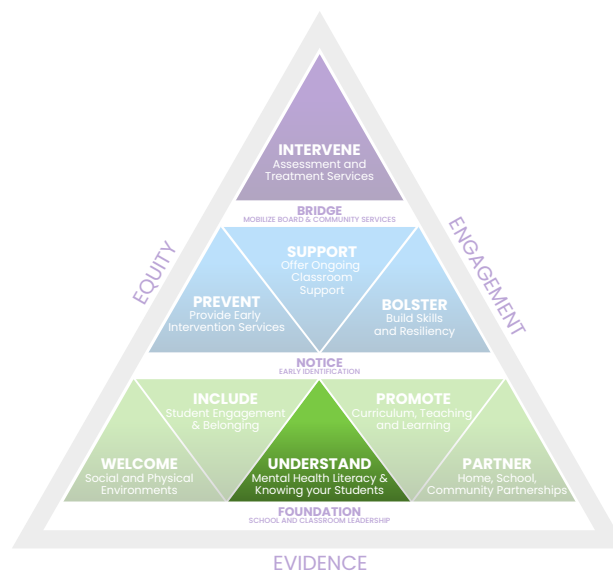 INTERVENE
Assessment and
Treatment Services
BRIDGE
MOBILIZE BOARD & COMMUNITY SERVICES
EQUITY
ENGAGEMENT
SUPPORT
Offer Ongoing
Classroom
Support
PREVENT
Provide Early
Intervention Services
BOLSTER
Build Skills
and Resiliency
NOTICE
EARLY IDENTIFICATION
INCLUDE
Student Engagement
& Belonging
PROMOTE
Curriculum, Teaching
and Learning
WELCOME
Social and Physical
Environments
UNDERSTAND
Mental Health Literacy &
Knowing your Students
PARTNER
Home, School,
Community Partnerships
FOUNDATION
SCHOOL AND CLASSROOM LEADERSHIP
EVIDENCE